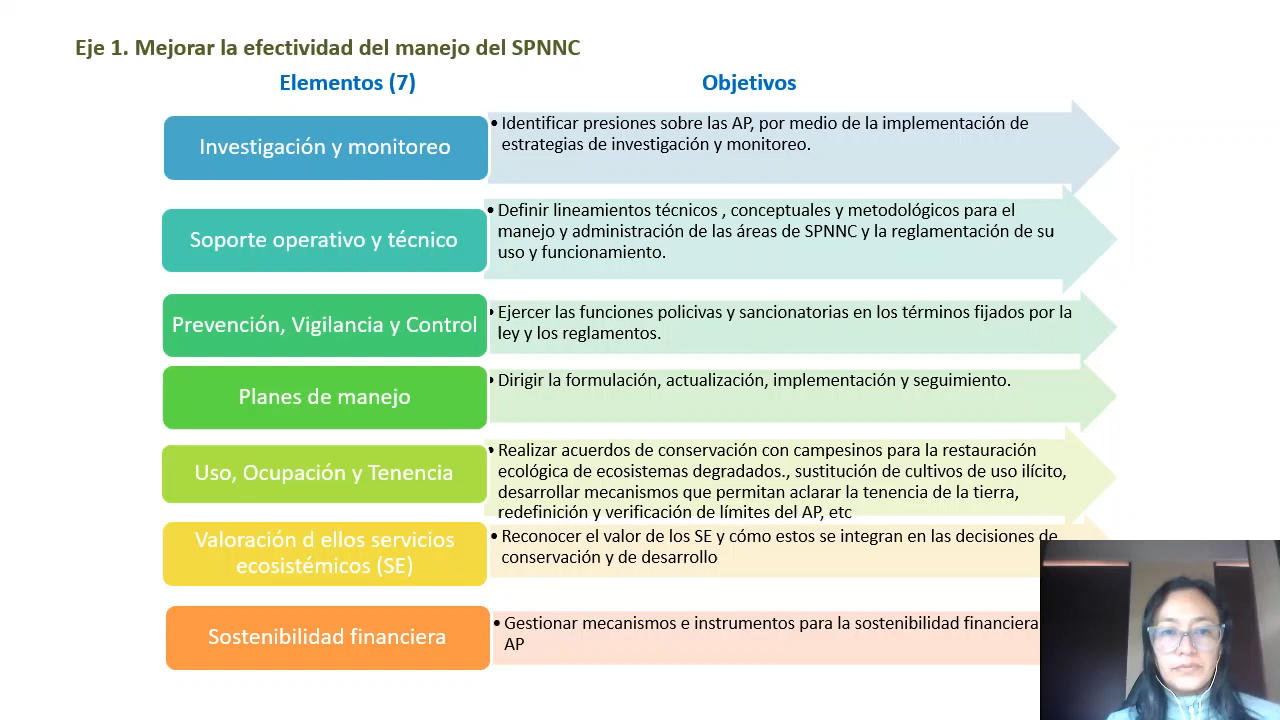 Eje 1. Mejorar la efectividad del manejo del SPNNC
Elementos (7)
Objetivos
Investigación y monitoreo
• Identificar presiones sobre las AP, por medio de la implementación de
estrategias de investigación y monitoreo.
Soporte operativo y técnico
• Definir lineamientos técnicos , conceptuales y metodológicos para el
manejo y administración de las áreas de SPNNC y la reglamentación de su
uso y funcionamiento.
Prevención, Vigilancia y Control
• Ejercer las funciones policivas y sancionatorias en los términos fijados por la
ley y los reglamentos.
Planes de manejo
• Dirigir la formulación, actualización, implementación y seguimiento.
Uso, Ocupación y Tenencia
• Realizar acuerdos de conservación con campesinos para la restauración
ecológica de ecosistemas degradados., sustitución de cultivos de uso ilícito,
desarrollar mecanismos que permitan aclarar la tenencia de la tierra,
redefinición y verificación de límites del AP, etc
Valoración d ellos servicios
ecosistémicos (SE)
• Reconocer el valor de los SE y cómo estos se integran en las decisiones de
conservación y de desarrollo
Sostenibilidad financiera
• Gestionar mecanismos e instrumentos para la sostenibilidad financiera
AP